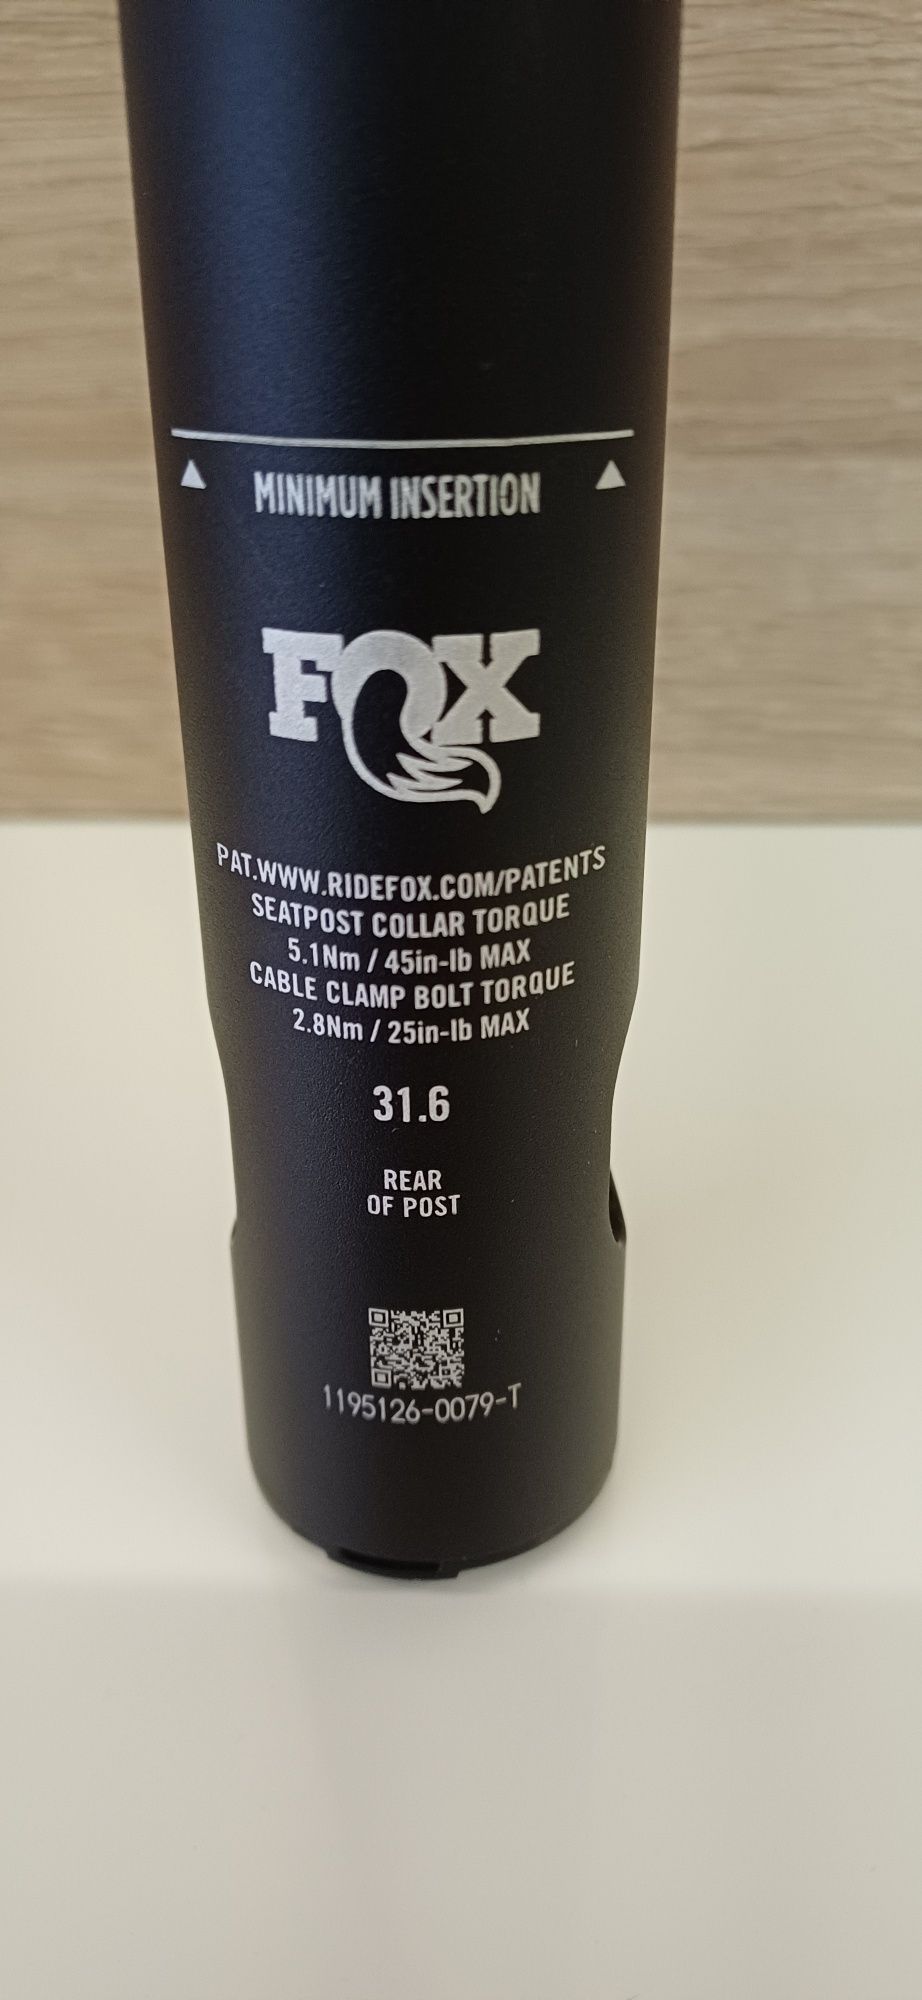 MINIMUM INSERTION
FOX
PAT.WWW.RIDEFOX.COM/PATENTS
SEATPOST COLLAR TORQUE
5.1Nm / 45in-lb MAX
CABLE CLAMP BOLT TORQUE
2.8Nm / 25in-lb MAX
31.6
REAR
OF POST
1195126-0079-T